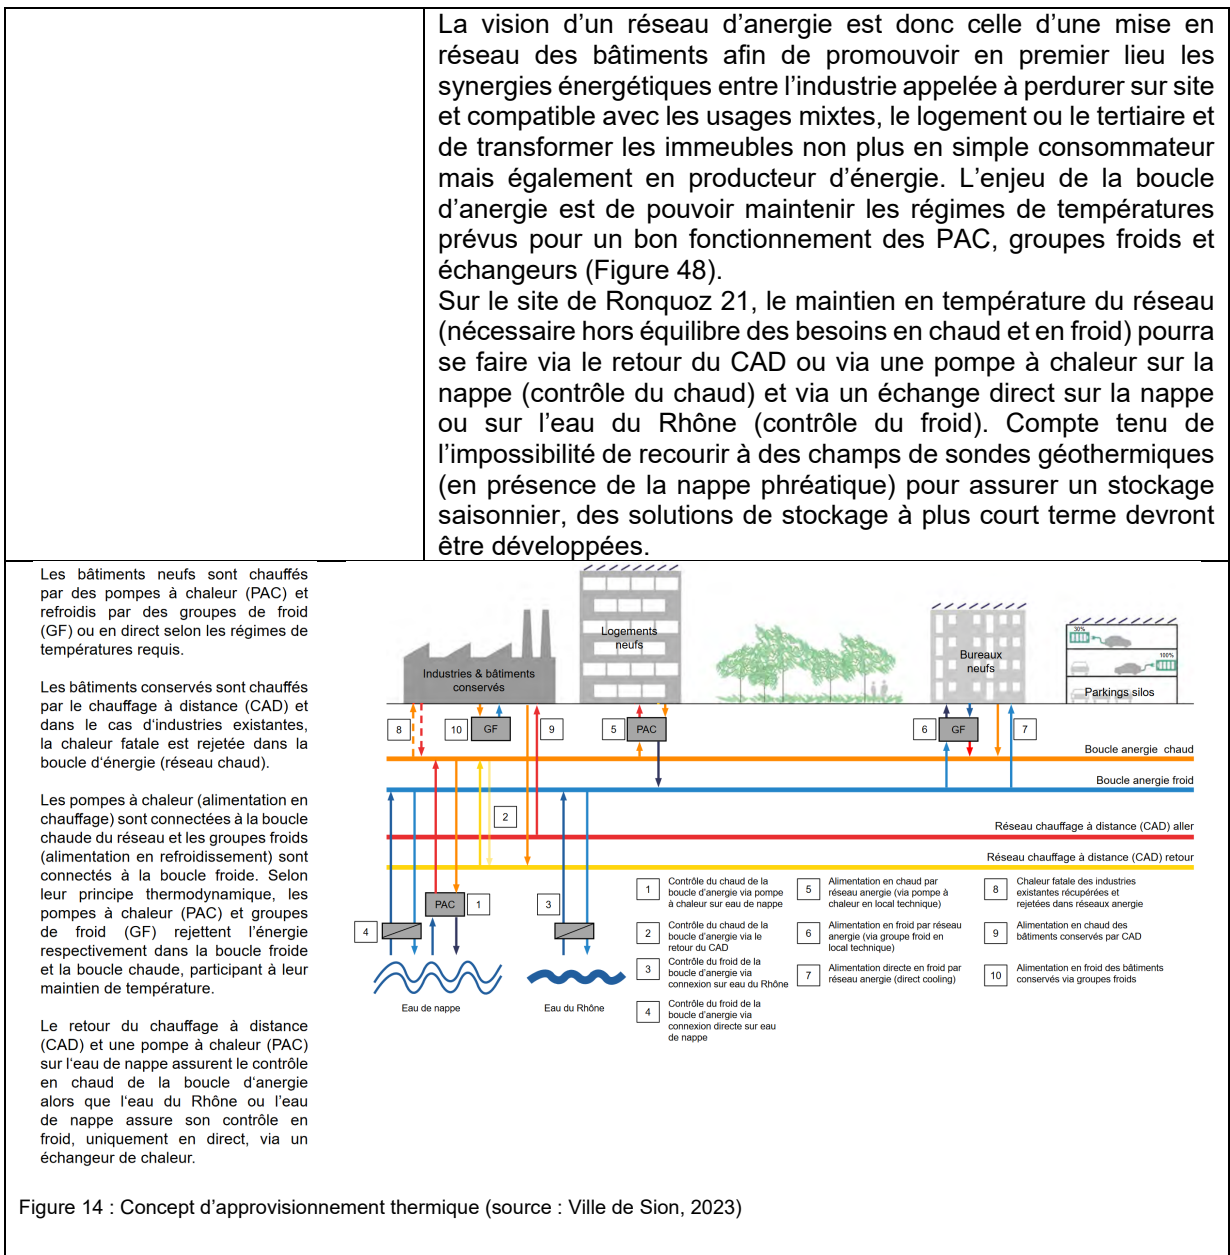 La vision d’un réseau d’anergie est donc celle d’une mise en
réseau des bâtiments afin de promouvoir en premier lieu les
synergies énergétiques entre l’industrie appelée à perdurer sur site
et compatible avec les usages mixtes, le logement ou le tertiaire et
de transformer les immeubles non plus en simple consommateur
mais également en producteur d’énergie. L’enjeu de la boucle
d’anergie est de pouvoir maintenir les régimes de températures
prévus pour un bon fonctionnement des PAC, groupes froids et
échangeurs (Figure 48).
Sur le site de Ronquoz 21, le maintien en température du réseau
(nécessaire hors équilibre des besoins en chaud et en froid) pourra
se faire via le retour du CAD ou via une pompe à chaleur sur la
nappe (contrôle du chaud) et via un échange direct sur la nappe
ou sur l’eau du Rhône (contrôle du froid). Compte tenu de
l’impossibilité de recourir à des champs de sondes géothermiques
(en présence de la nappe phréatique) pour assurer un stockage
saisonnier, des solutions de stockage à plus court terme devront
être développées.
Les bâtiments neufs sont chauffés
par des pompes à chaleur (PAC) et
refroidis par des groupes de froid
(GF) ou en direct selon les régimes de
températures requis.
Les bâtiments conservés sont chauffés
par le chauffage à distance (CAD) et
dans le cas d‘industries existantes,
la chaleur fatale est rejetée dans la
boucle d‘énergie (réseau chaud).
Les pompes à chaleur (alimentation en
chauffage) sont connectées à la boucle
chaude du réseau et les groupes froids
(alimentation en refroidissement) sont
connectés à la boucle froide. Selon
leur principe thermodynamique, les
pompes à chaleur (PAC) et groupes
de froid (GF) rejettent l’énergie
respectivement dans la boucle froide
et la boucle chaude, participant à leur
maintien de température.
Le retour du chauffage à distance
(CAD) et une pompe à chaleur (PAC)
sur l‘eau de nappe assurent le contrôle
en chaud de la boucle d‘anergie
alors que l‘eau du Rhône ou l‘eau
de nappe assure son contrôle en
froid, uniquement en direct, via un
échangeur de chaleur.
Industries & bâtiments
conservés
Logements
neufs
Bureaux
neufs
30%
100%
Parkings silos
8
10
GF
9
5
PAC
6
GF
7
Boucle anergie chaud
Boucle anergie froid
2
Réseau chauffage à distance (CAD) aller
Réseau chauffage à distance (CAD) retour
PAC
1
3
4
Eau de nappe
Eau du Rhône
1
Contrôle du chaud de la
boucle d’anergie via pompe
à chaleur sur eau de nappe
2
Contrôle du chaud de la
boucle d’anergie via le
retour du CAD
3
Contrôle du froid de la
boucle d’anergie via
connexion sur eau du Rhône
4
Contrôle du froid de la
boucle d’anergie via
connexion directe sur eau
de nappe
5
Alimentation en chaud par
réseau anergie (via pompe à
chaleur en local technique)
6
Alimentation en froid par réseau
anergie (via groupe froid en
local technique)
7
Alimentation directe en froid par
réseau anergie (direct cooling)
8
Chaleur fatale des industries
existantes récupérées et
rejetées dans réseaux anergie
9
Alimentation en chaud des
bâtiments conservés par CAD
10
Alimentation en froid des bâtiments
conservés via groupes froids
Figure 14 : Concept d’approvisionnement thermique (source : Ville de Sion, 2023)